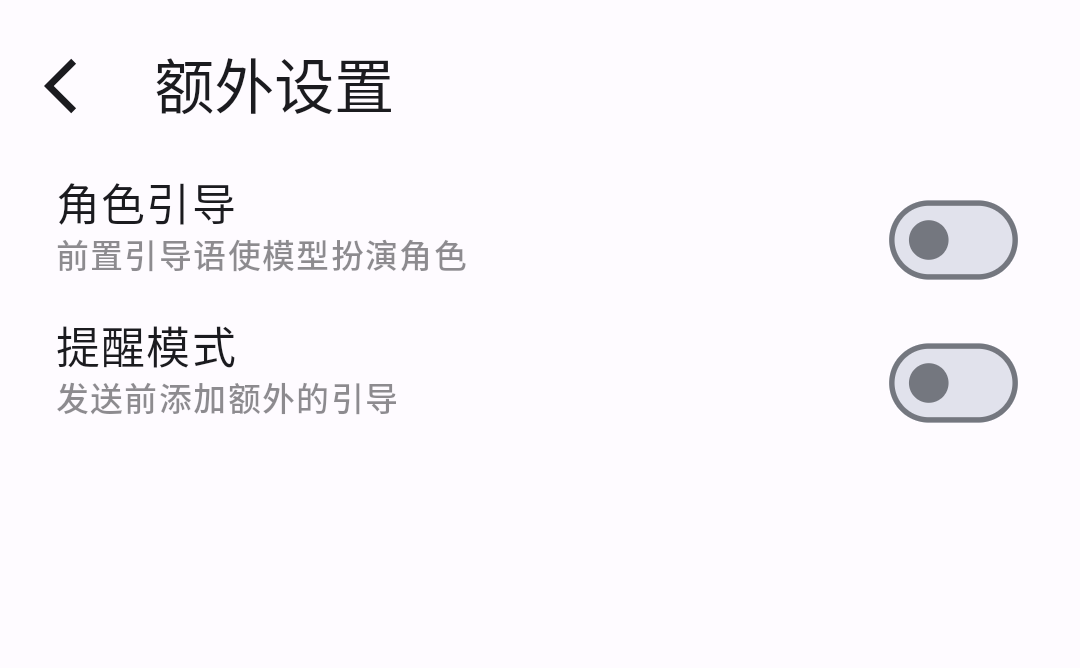 额外设置
角色引导
前置引导语使模型扮演角色
提醒模式
发送前添加额外的引导